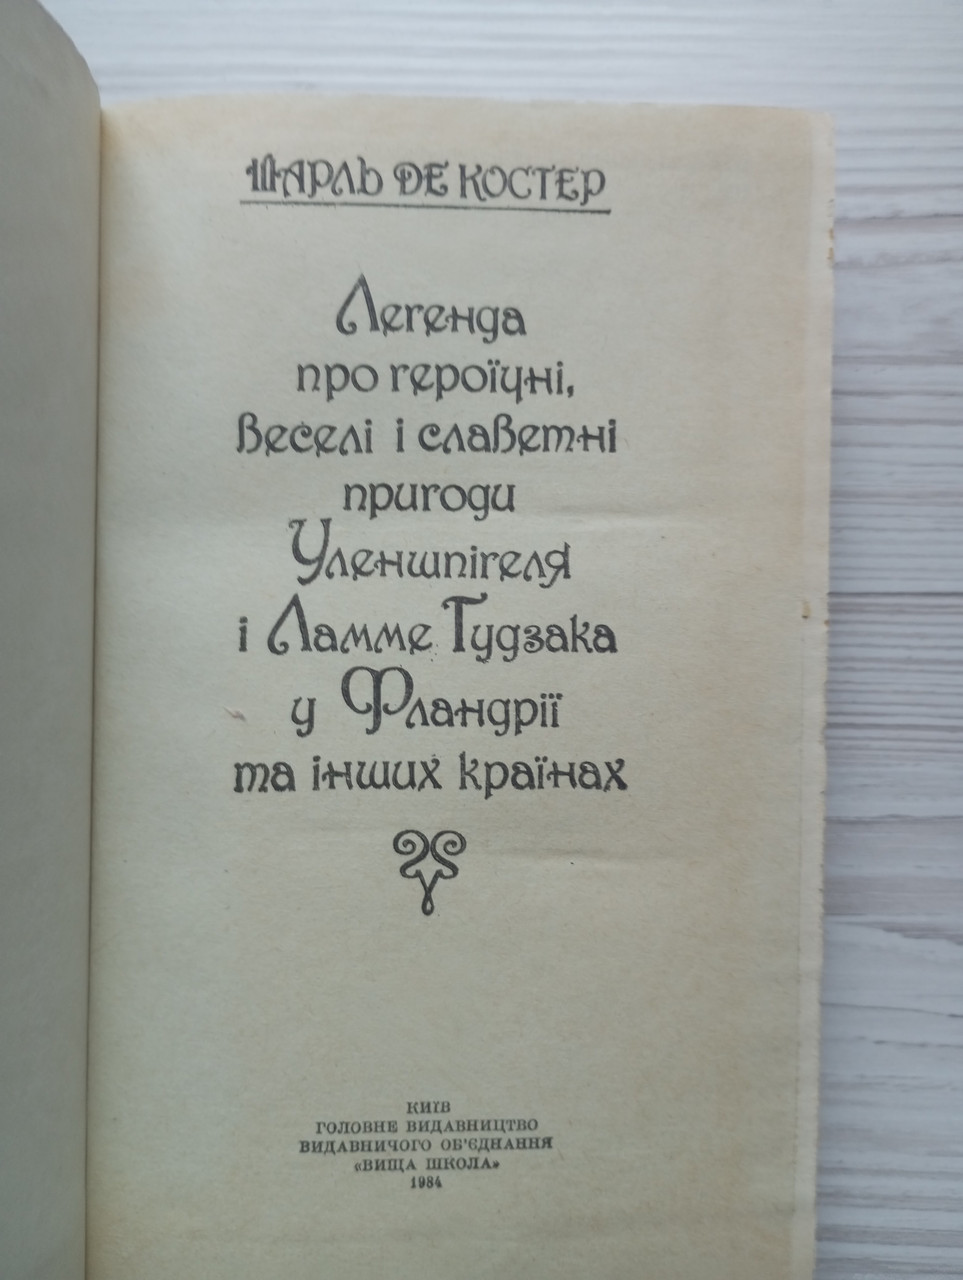 ШАРЛЬ ДЕ КОСТЕР
Легенда
про героїчні,
веселі і славетні
пригоди
Уленшпігеля
і Ламме Гудзака
у Фландрії
та інших країнах
КИЇВ
ГОЛОВНЕ ВИДАВНИЦТВО
ВИДАВНИЧОГО ОБ'ЄДНАННЯ
«ВИЩА ШКОЛА»
1984